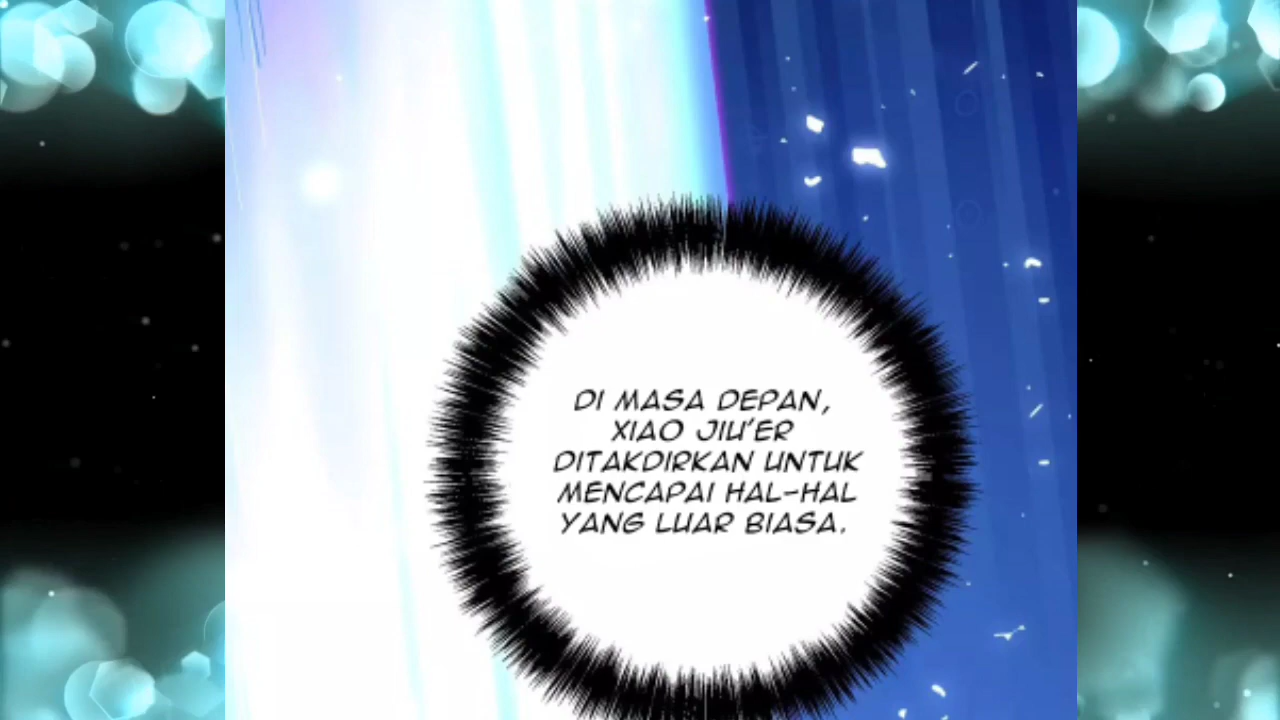 DI MASA DEPAN,
XIAO JIU'ER
DITAKDIRKAN UNTUK
MENCAPAI HAL-HAL
YANG LUAR BIASA.